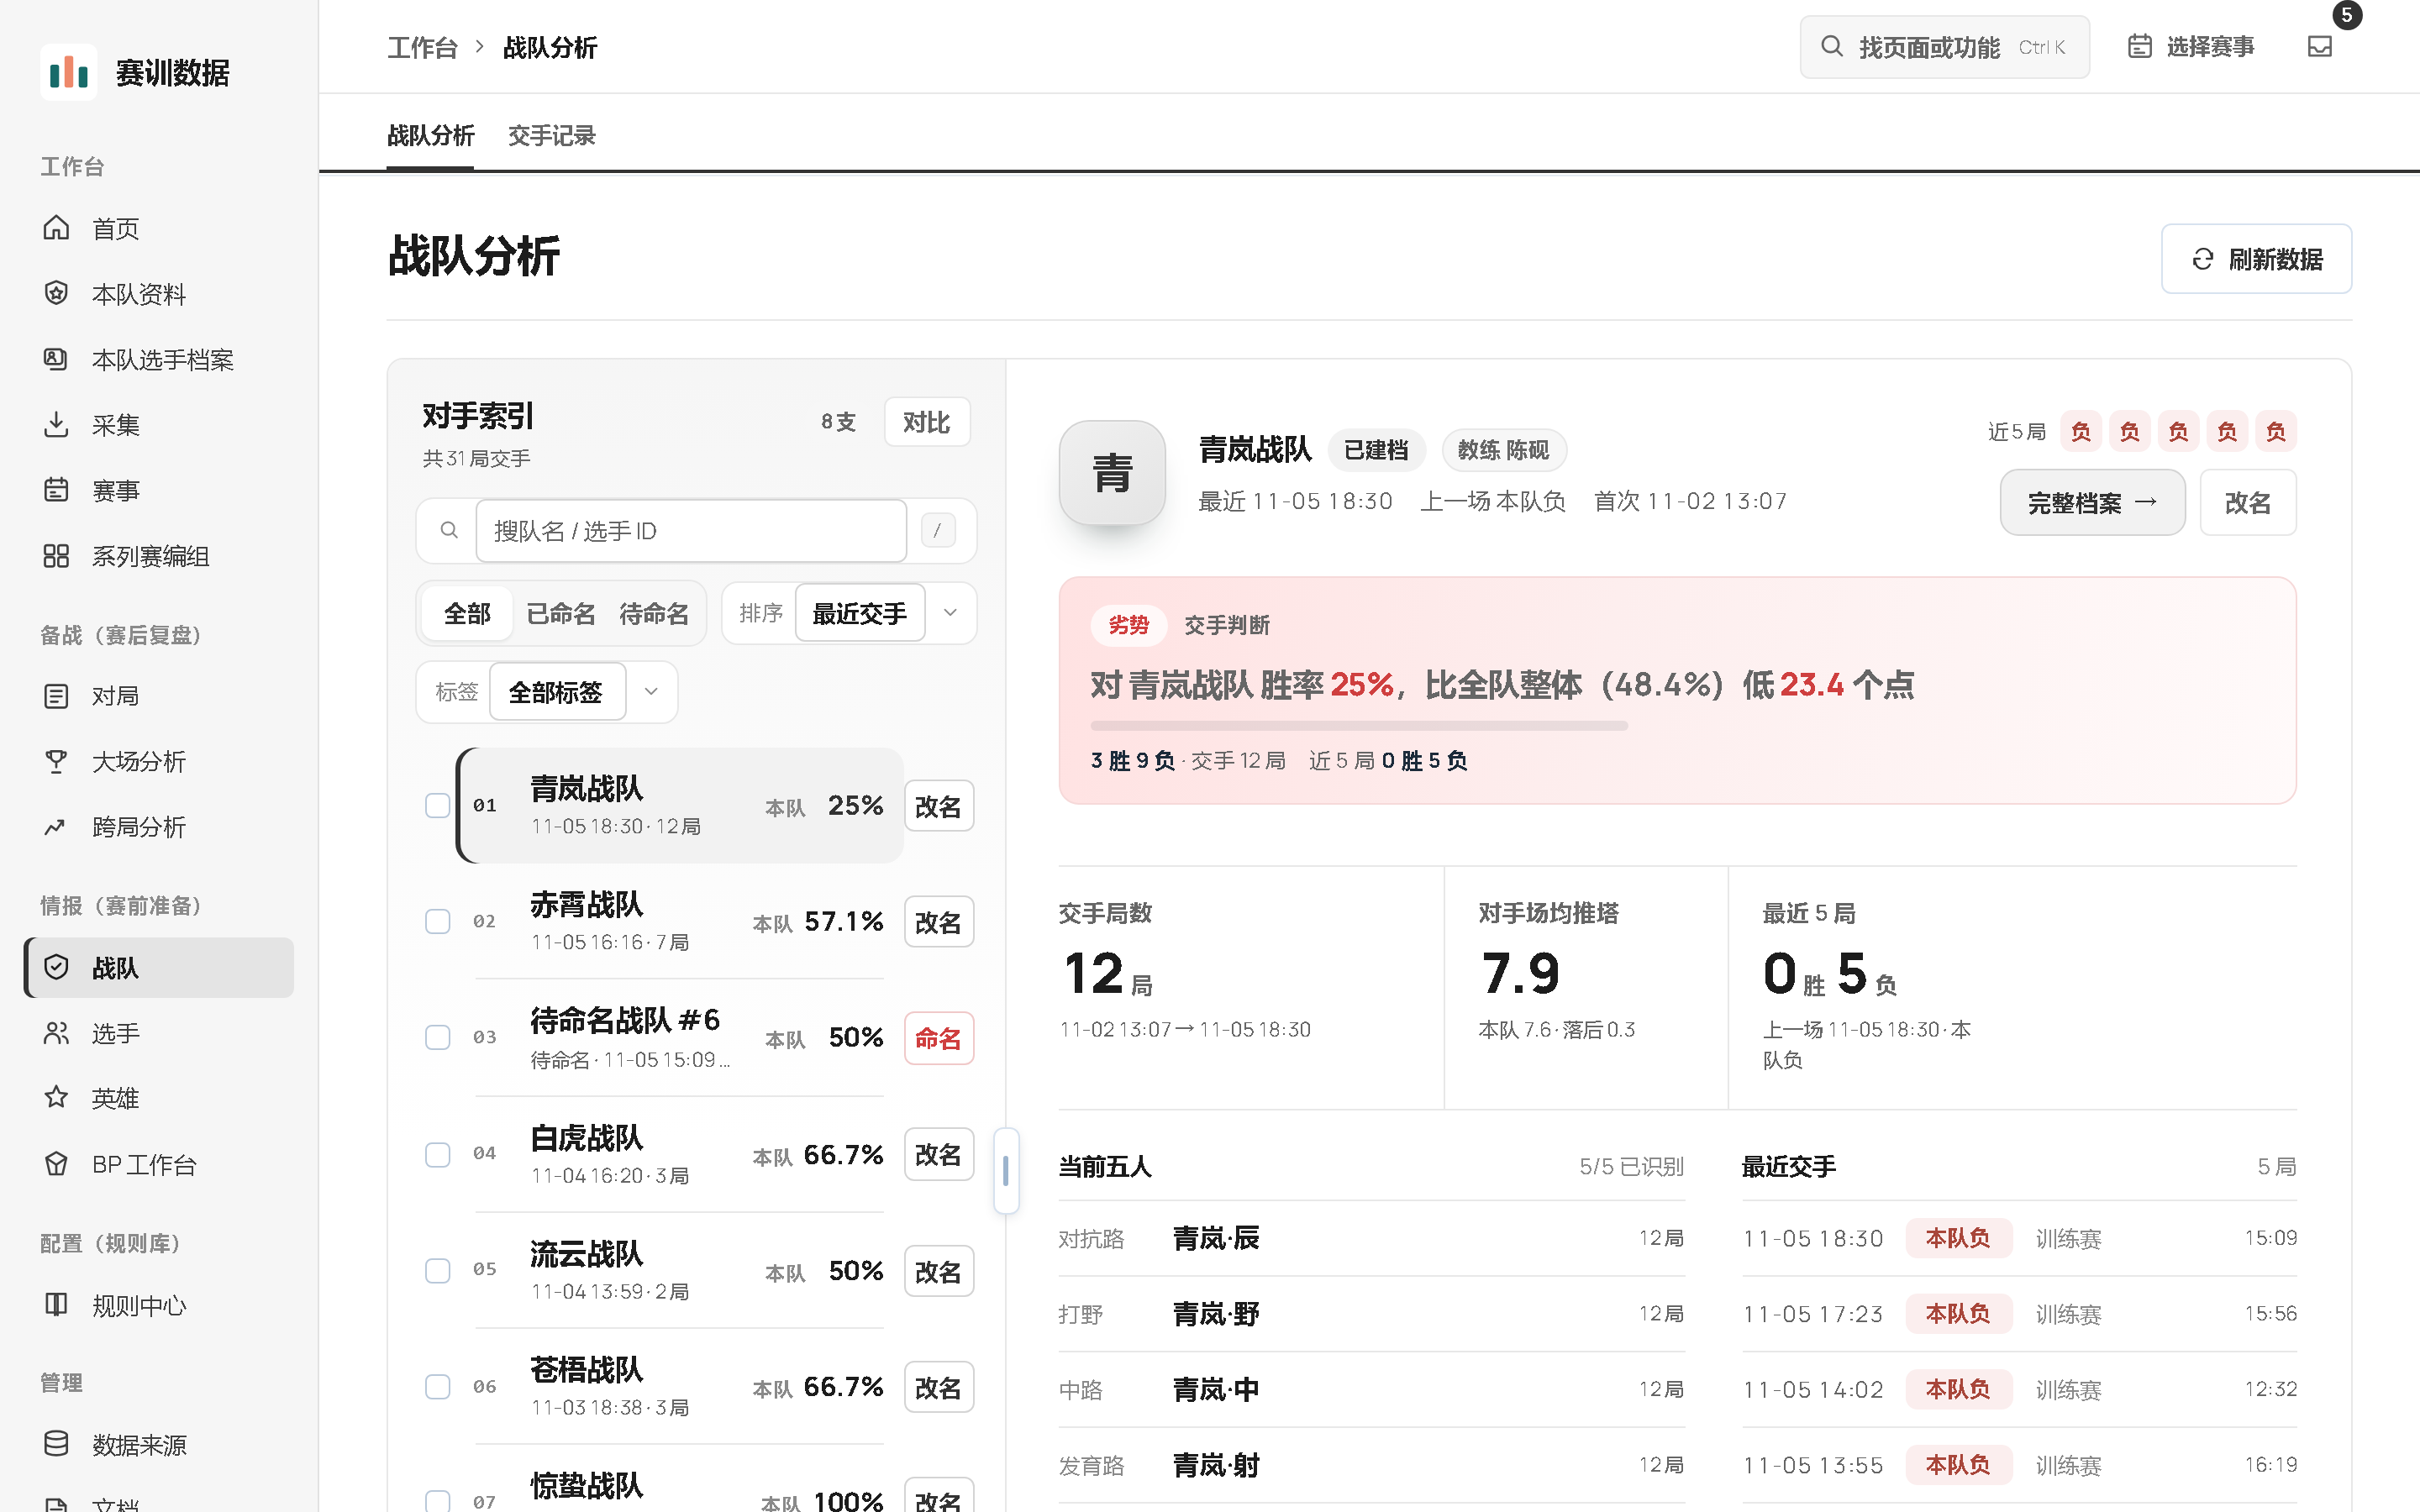 赛训数据
工作台
首页
本队资料
本队选手档案
采集
赛事
系列赛编组
备战（赛后复盘）
对局
大场分析
跨局分析
情报（赛前准备）
战队
选手
英雄
BP 工作台
配置（规则库）
规则中心
管理
数据来源
文档
工作台 > 战队分析
找页面或功能 Ctrl K
选择赛事
5
战队分析 交手记录
战队分析
刷新数据
对手索引
8 支 对比
共 31 局交手
搜队名 / 选手 ID /
全部 已命名 待命名
排序 最近交手
标签 全部标签
01 青岚战队 本队 25% 改名
11-05 18:30 · 12 局
02 赤霄战队 本队 57.1% 改名
11-05 16:16 · 7 局
03 待命名战队 #6 本队 50% 命名
待命名 · 11-05 15:09 ...
04 白虎战队 本队 66.7% 改名
11-04 16:20 · 3 局
05 流云战队 本队 50% 改名
11-04 13:59 · 2 局
06 苍梧战队 本队 66.7% 改名
11-03 18:38 · 3 局
07 惊蛰战队 本队 100% 改名
青
青岚战队 已建档 教练 陈砚
最近 11-05 18:30 上一场 本队负 首次 11-02 13:07
近 5 局 负 负 负 负 负
完整档案 → 改名
劣势 交手判断
对 青岚战队 胜率 25%，比全队整体（48.4%）低 23.4 个点
3 胜 9 负 · 交手 12 局 近 5 局 0 胜 5 负
交手局数
12 局
11-02 13:07 → 11-05 18:30
对手场均推塔
7.9
本队 7.6 · 落后 0.3
最近 5 局
0 胜 5 负
上一场 11-05 18:30 · 本
队负
当前五人 5/5 已识别
对抗路 青岚·辰 12 局
打野 青岚·野 12 局
中路 青岚·中 12 局
发育路 青岚·射 12 局
最近交手 5 局
11-05 18:30 本队负 训练赛 15:09
11-05 17:23 本队负 训练赛 15:56
11-05 14:02 本队负 训练赛 12:32
11-05 13:55 本队负 训练赛 16:19